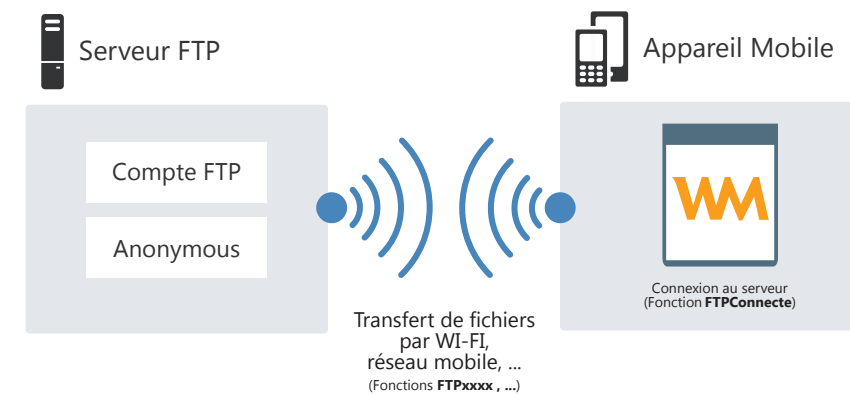 Serveur FTP
Appareil Mobile
Compte FTP
Anonymous
WM
Connexion au serveur
(Fonction FTPConnecte)
Transfert de fichiers
par WI-FI,
réseau mobile, ...
(Fonctions FTPxxxx , ...)